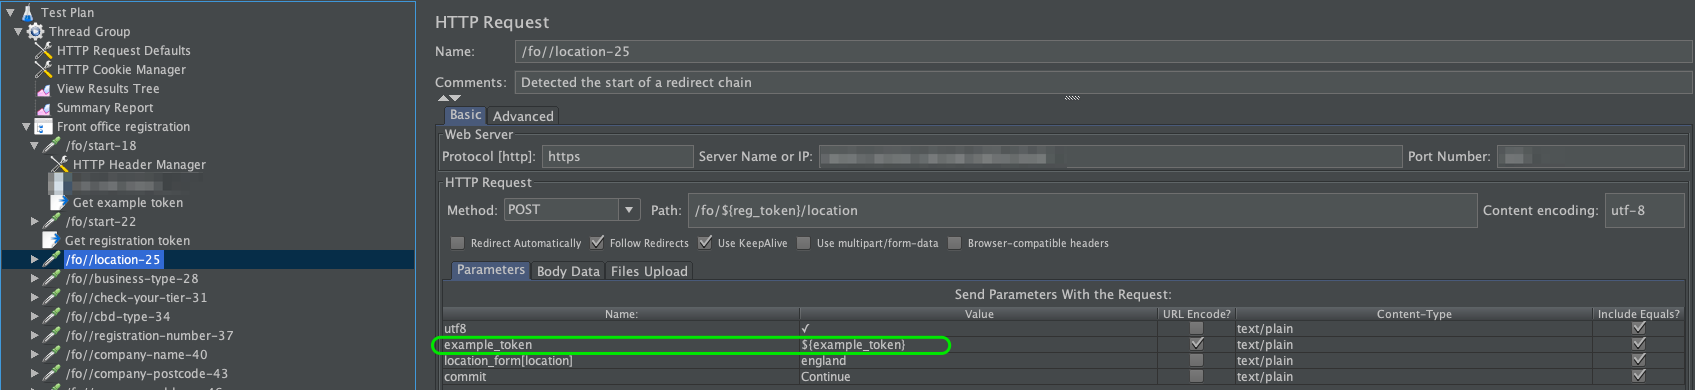 Test Plan
Thread Group
HTTP Request Defaults
HTTP Cookie Manager
View Results Tree
Summary Report
Front office registration
/fo/start-18
HTTP Header Manager
Get example token
/fo/start-22
Get registration token
/fo//location-25
/fo//business-type-28
/fo//check-your-tier-31
/fo//cbd-type-34
/fo//registration-number-37
/fo//company-name-40
/fo//company-postcode-43
HTTP Request
Name: /fo//location-25
Comments: Detected the start of a redirect chain
Basic Advanced
Web Server
Protocol [http]: https Server Name or IP: Port Number:
HTTP Request
Method: POST Path: /fo/${reg_token}/location Content encoding: utf-8
Redirect Automatically Follow Redirects Use KeepAlive Use multipart/form-data Browser-compatible headers
Parameters Body Data Files Upload
Send Parameters With the Request:
Name: Value URL Encode? Content-Type Include Equals?
utf8 ✓ text/plain
example_token ${example_token} text/plain
location_form[location] england text/plain
commit Continue text/plain